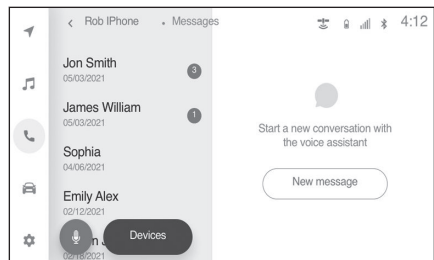 Rob IPhone • Messages
4:12
Jon Smith
05/03/2021
3
James William
05/03/2021
1
Sophia
04/06/2021
Emily Alex
02/12/2021
Devices
02/18/2021
Start a new conversation with
the voice assistant
New message